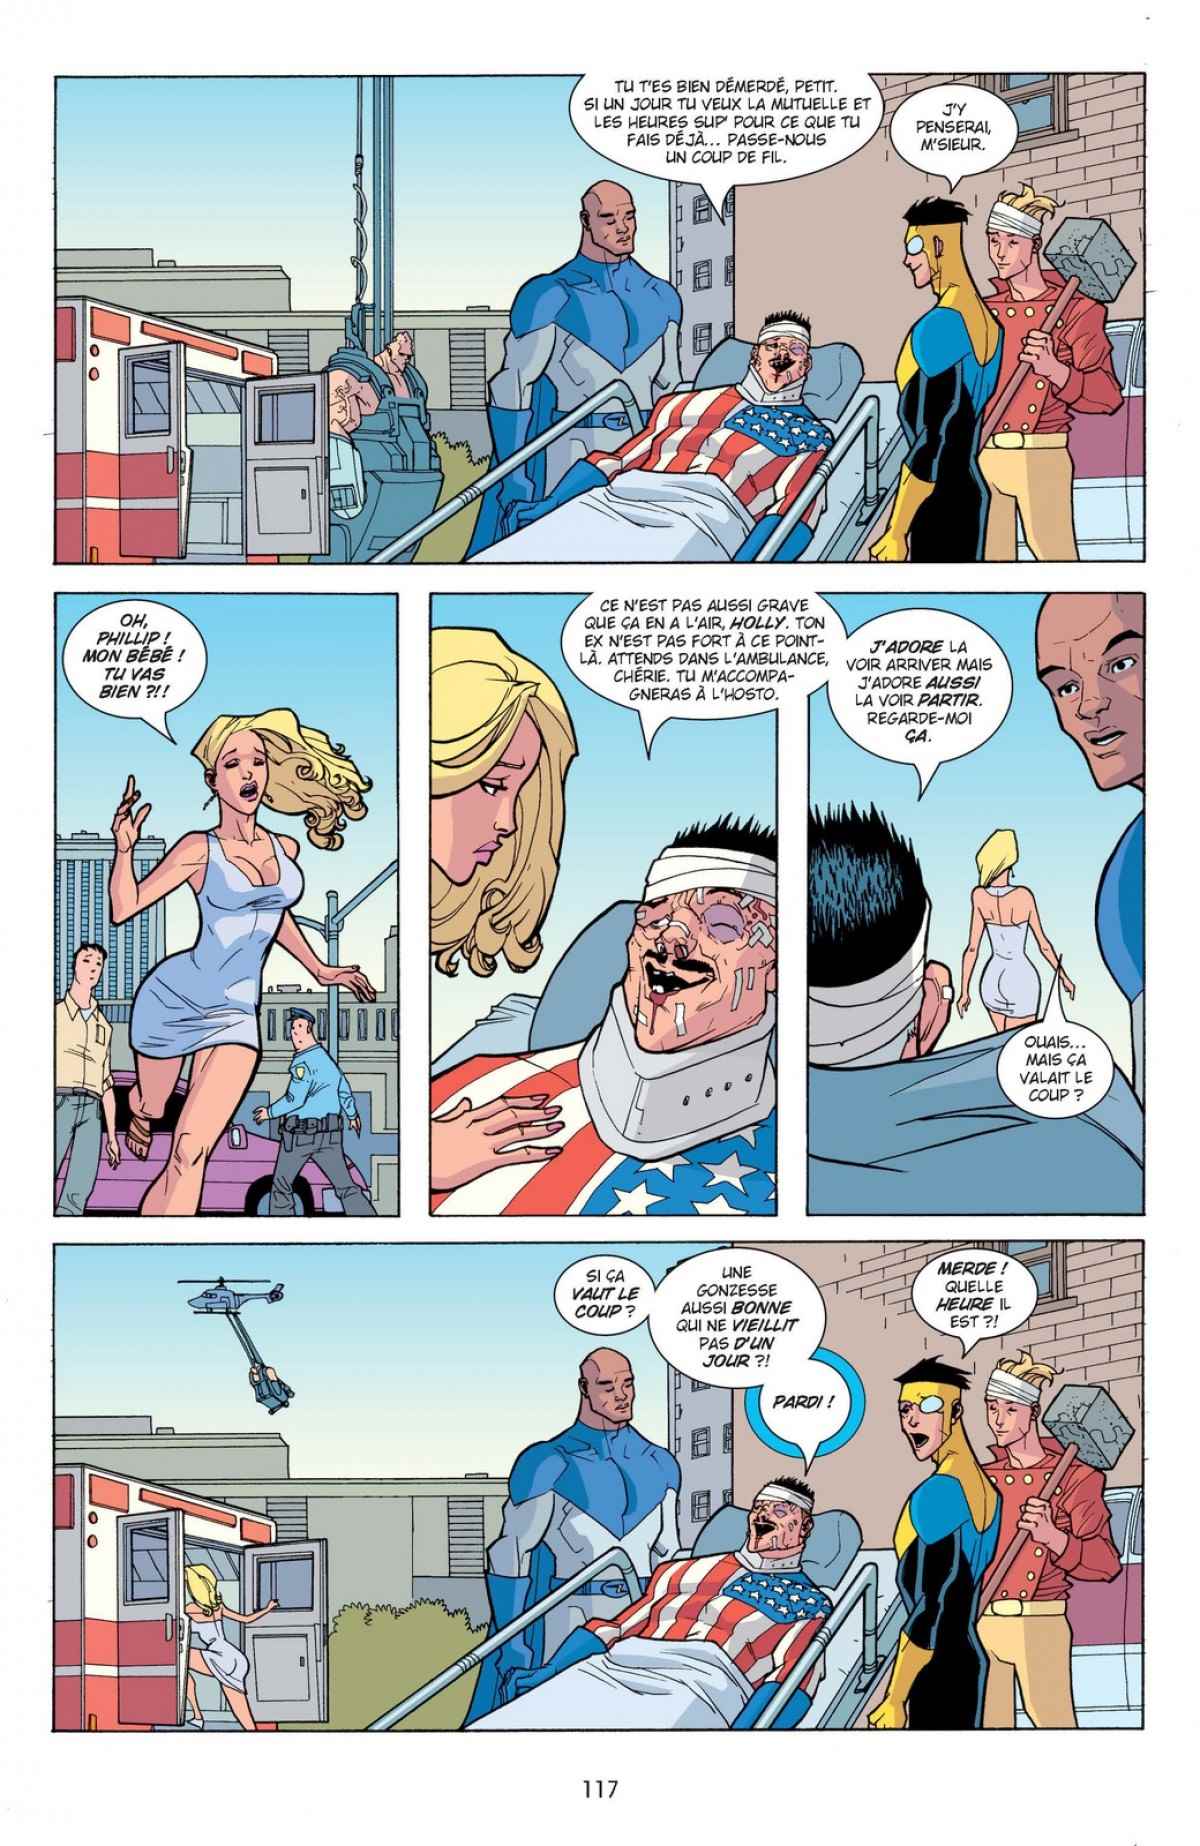 TU T'ES BIEN DÉMERDÉ, PETIT.
SI UN JOUR TU VEUX LA MUTUELLE ET
LES HEURES SUP' POUR CE QUE TU
FAIS DÉJÀ... PASSE-NOUS
UN COUP DE FIL.
J'Y
PENSERAI,
M'SIEUR.
OH,
PHILLIP !
MON BÉBÉ !
TU VAS
BIEN ?!!
CE N'EST PAS AUSSI GRAVE
QUE ÇA EN A L'AIR, HOLLY. TON
EX N'EST PAS FORT À CE POINT-
LÀ. ATTENDS DANS L'AMBULANCE,
CHÉRIE. TU M'ACCOMPA-
GNERAS À L'HOSTO.
J'ADORE LA
VOIR ARRIVER MAIS
J'ADORE AUSSI
LA VOIR PARTIR.
REGARDE-MOI
ÇA.
OUAIS...
MAIS ÇA
VALAIT LE
COUP ?
SI ÇA
VAUT LE
COUP ?
UNE
GONZESSE
AUSSI BONNE
QUI NE VIEILLIT
PAS D'UN
JOUR ?!
PARDI !
MERDE !
QUELLE
HEURE IL
EST ?!
117